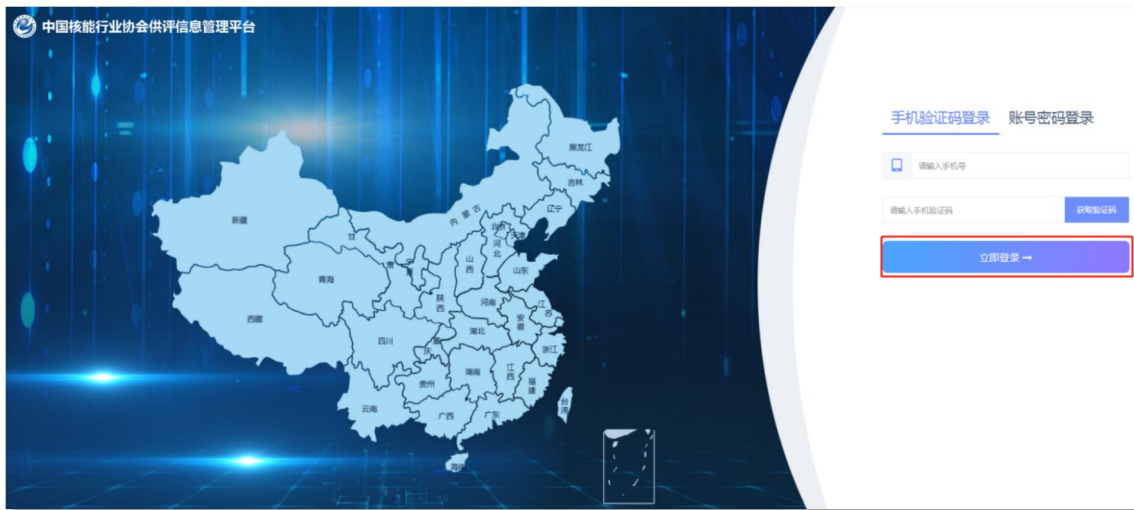 中国核能行业协会供评信息管理平台
手机验证码登录 账号密码登录
请输入手机号
请输入手机验证码 获取验证码
立即登录→
黑龙江
吉林
辽宁
内蒙古
新疆
北京
天津
甘
肃
宁
夏
河北
山西
山东
青海
陕西
河南
江苏
西藏
安徽
四川
湖北
重
庆
浙江
湖南
江西
贵州
福建
云南
广西
广东
台湾
海南